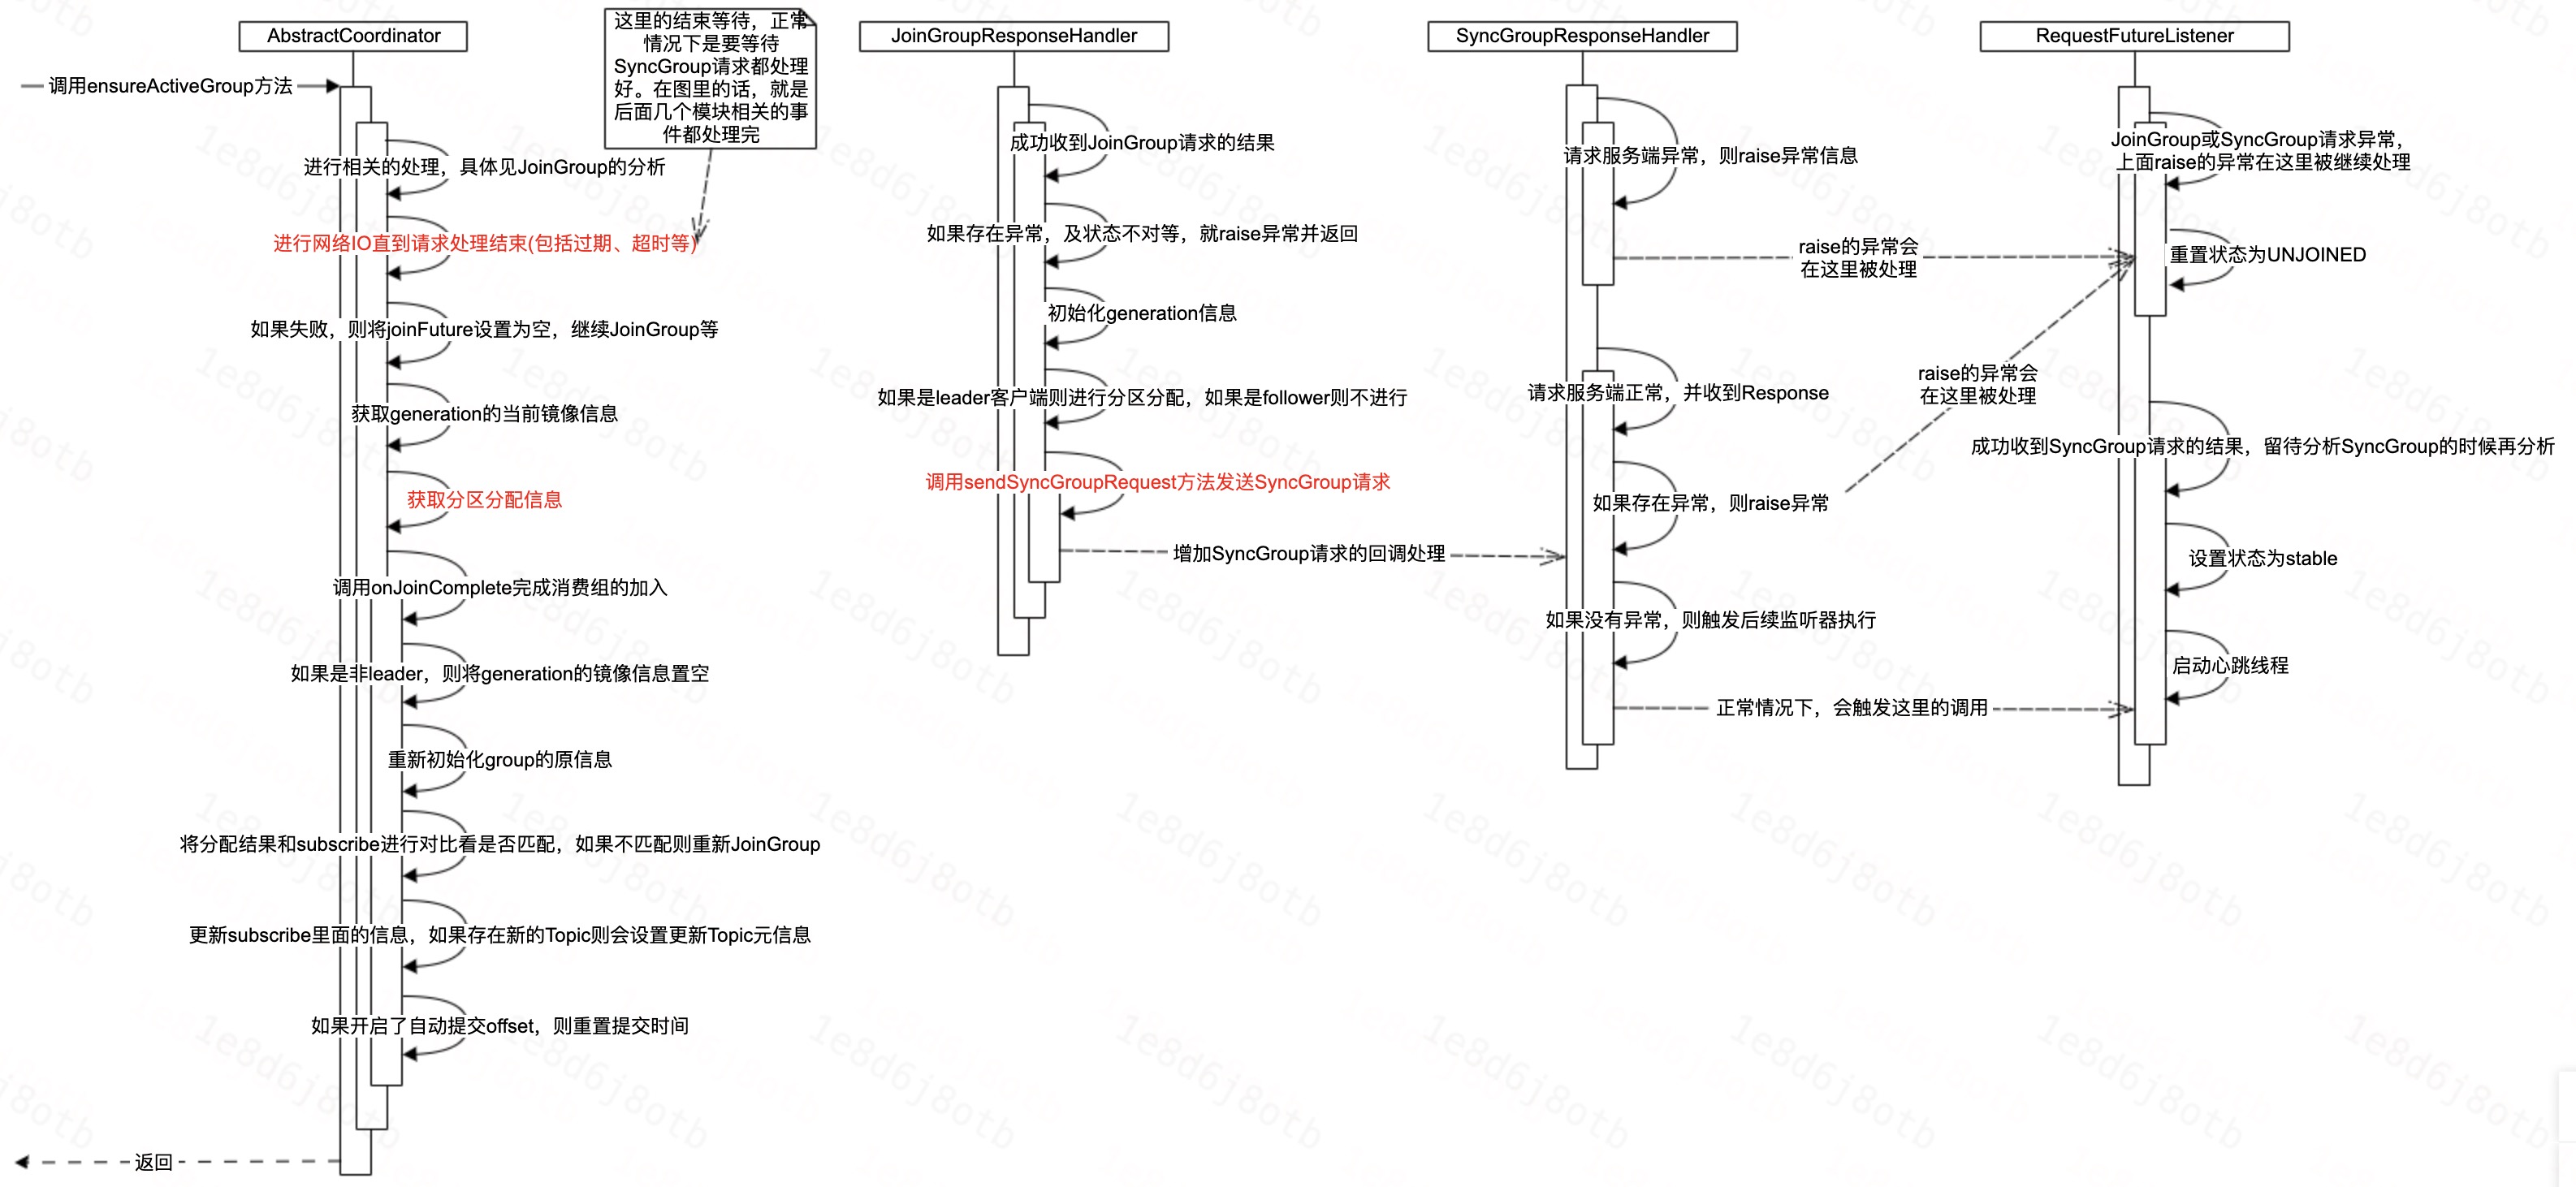 AbstractCoordinator
调用ensureActiveGroup方法
进行相关的处理，具体见JoinGroup的分析
进行网络IO直到请求处理结束(包括过期、超时等)
如果失败，则将joinFuture设置为空，继续JoinGroup等
获取generation的当前镜像信息
获取分区分配信息
调用onJoinComplete完成消费组的加入
如果是非leader，则将generation的镜像信息置空
重新初始化group的原信息
将分配结果和subscribe进行对比看是否匹配，如果不匹配则重新JoinGroup
更新subscribe里面的信息，如果存在新的Topic则会设置更新Topic元信息
如果开启了自动提交offset，则重置提交时间
返回
这里的结束等待，正常
情况下是要等待
SyncGroup请求都处理
好。在图里的话，就是
后面几个模块相关的事
件都处理完
JoinGroupResponseHandler
成功收到JoinGroup请求的结果
如果存在异常，及状态不对等，就raise异常并返回
初始化generation信息
如果是leader客户端则进行分区分配，如果是follower则不进行
调用sendSyncGroupRequest方法发送SyncGroup请求
增加SyncGroup请求的回调处理
SyncGroupResponseHandler
请求服务端异常，则raise异常信息
raise的异常会
在这里被处理
请求服务端正常，并收到Response
如果存在异常，则raise异常
raise的异常会
在这里被处理
如果没有异常，则触发后续监听器执行
正常情况下，会触发这里的调用
RequestFutureListener
JoinGroup或SyncGroup请求异常，
上面raise的异常在这里被继续处理
重置状态为UNJOINED
成功收到SyncGroup请求的结果，留待分析SyncGroup的时候再分析
设置状态为stable
启动心跳线程
1e8d6j8otb